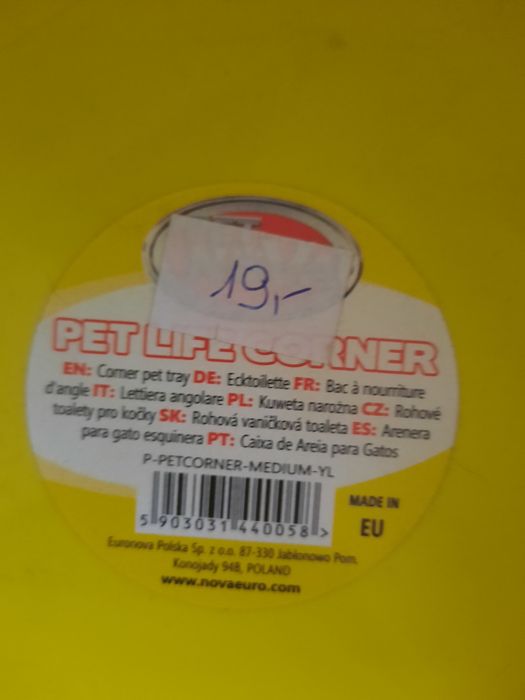 19,-
PET LIFE CORNER
EN: Corner pet tray DE: Ecktoillette FR: Bac à nourriture
d'angle IT: Lettiera angolare PL: Kuweta narożna CZ: Rohové
toalety pro kočky SK: Rohová vaničková toaleta ES: Arenera
para gato esquinera PT: Caixa de Areia para Gatos
P-PETCORNER-MEDIUM-YL
MADE IN
EU
5 903031 440058 >
Euronova Polska Sp. z o.o. 87-330 Jabłonowo Pom.
Konojady 94B, POLAND
www.novaeuro.com